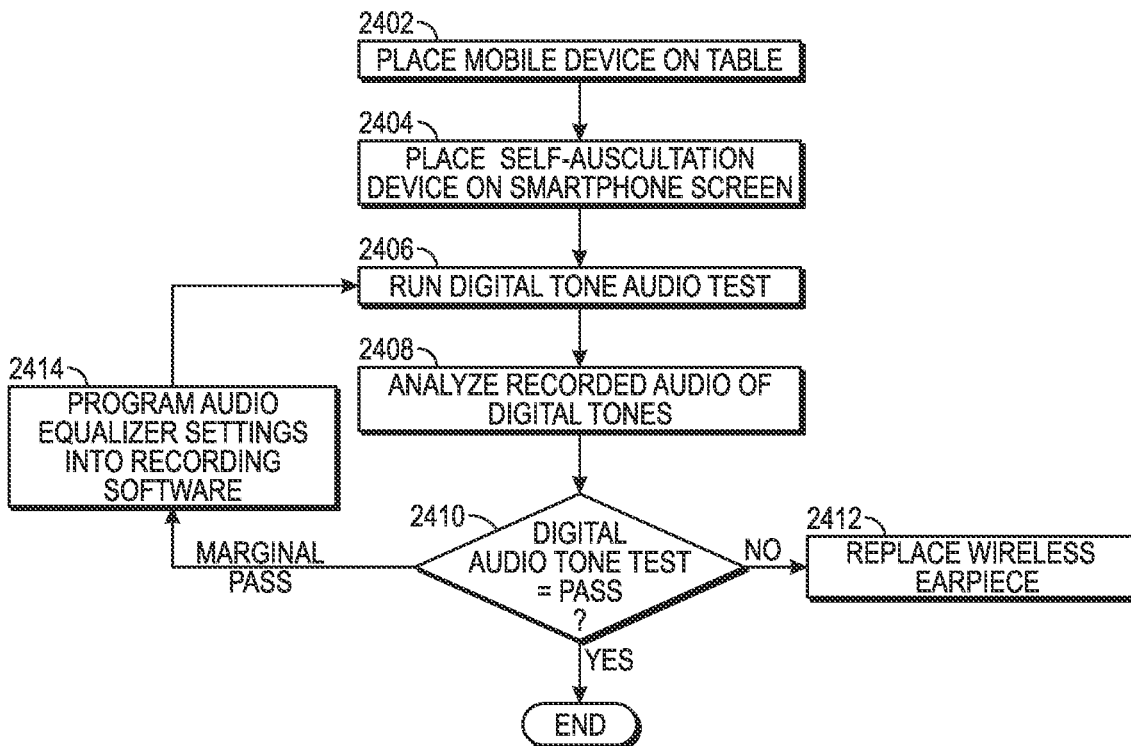 2402
PLACE MOBILE DEVICE ON TABLE
2404
PLACE SELF-AUSCULTATION
DEVICE ON SMARTPHONE SCREEN
2406
RUN DIGITAL TONE AUDIO TEST
2408
ANALYZE RECORDED AUDIO OF
DIGITAL TONES
2414
PROGRAM AUDIO
EQUALIZER SETTINGS
INTO RECORDING
SOFTWARE
2410
DIGITAL
AUDIO TONE TEST
= PASS
?
MARGINAL
PASS
NO
2412
REPLACE WIRELESS
EARPIECE
YES
END